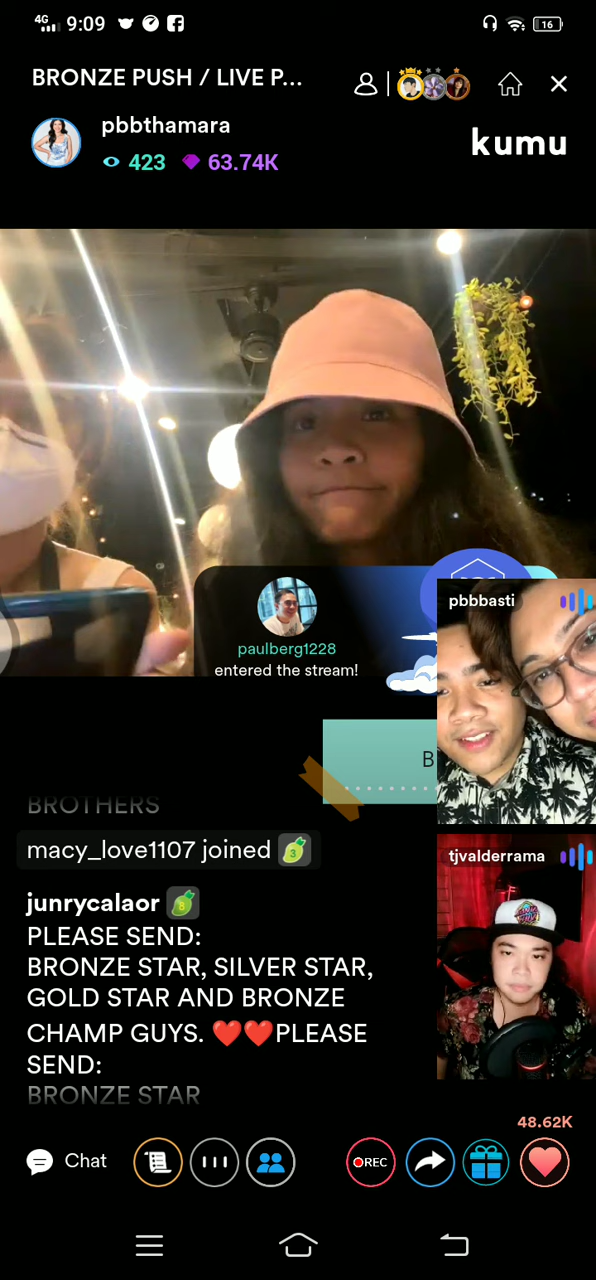 4G 9:09 16
BRONZE PUSH / LIVE P...
pbbthamara
423 63.74K
kumu
paulberg1228
entered the stream!
pbbbasti
B
BROTHERS
macy_love1107 joined 3
tjvalderrama
junrycalaor 8
PLEASE SEND:
BRONZE STAR, SILVER STAR,
GOLD STAR AND BRONZE
CHAMP GUYS. ❤️❤️PLEASE
SEND:
BRONZE STAR
48.62K
Chat
REC